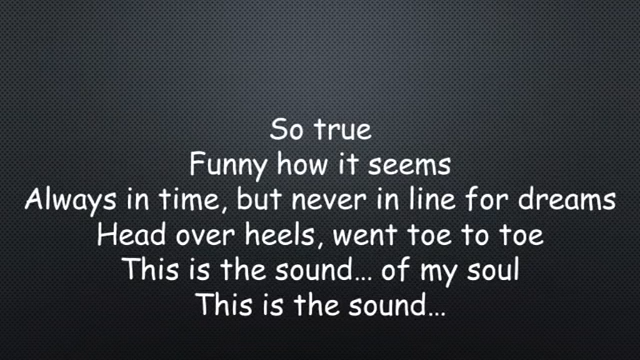 So true
Funny how it seems
Always in time, but never in line for dreams
Head over heels, went toe to toe
This is the sound... of my soul
This is the sound...